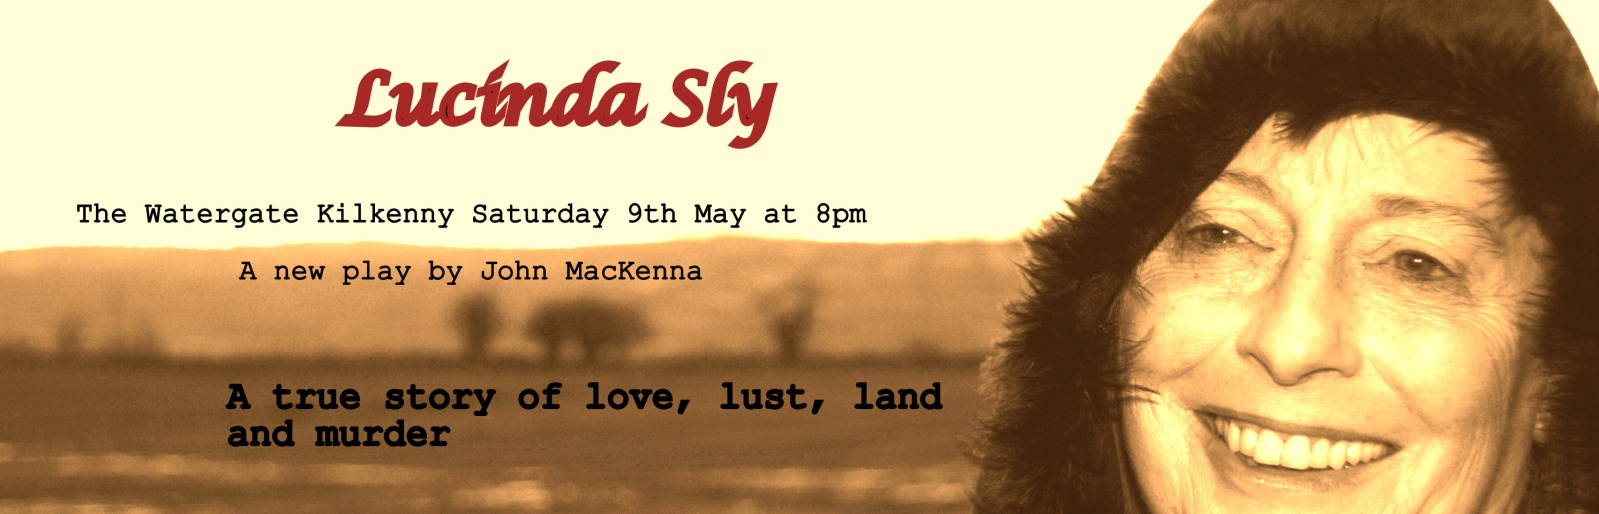 Lucinda Sly
The Watergate Kilkenny Saturday 9th May at 8pm
A new play by John MacKenna
A true story of love, lust, land
and murder